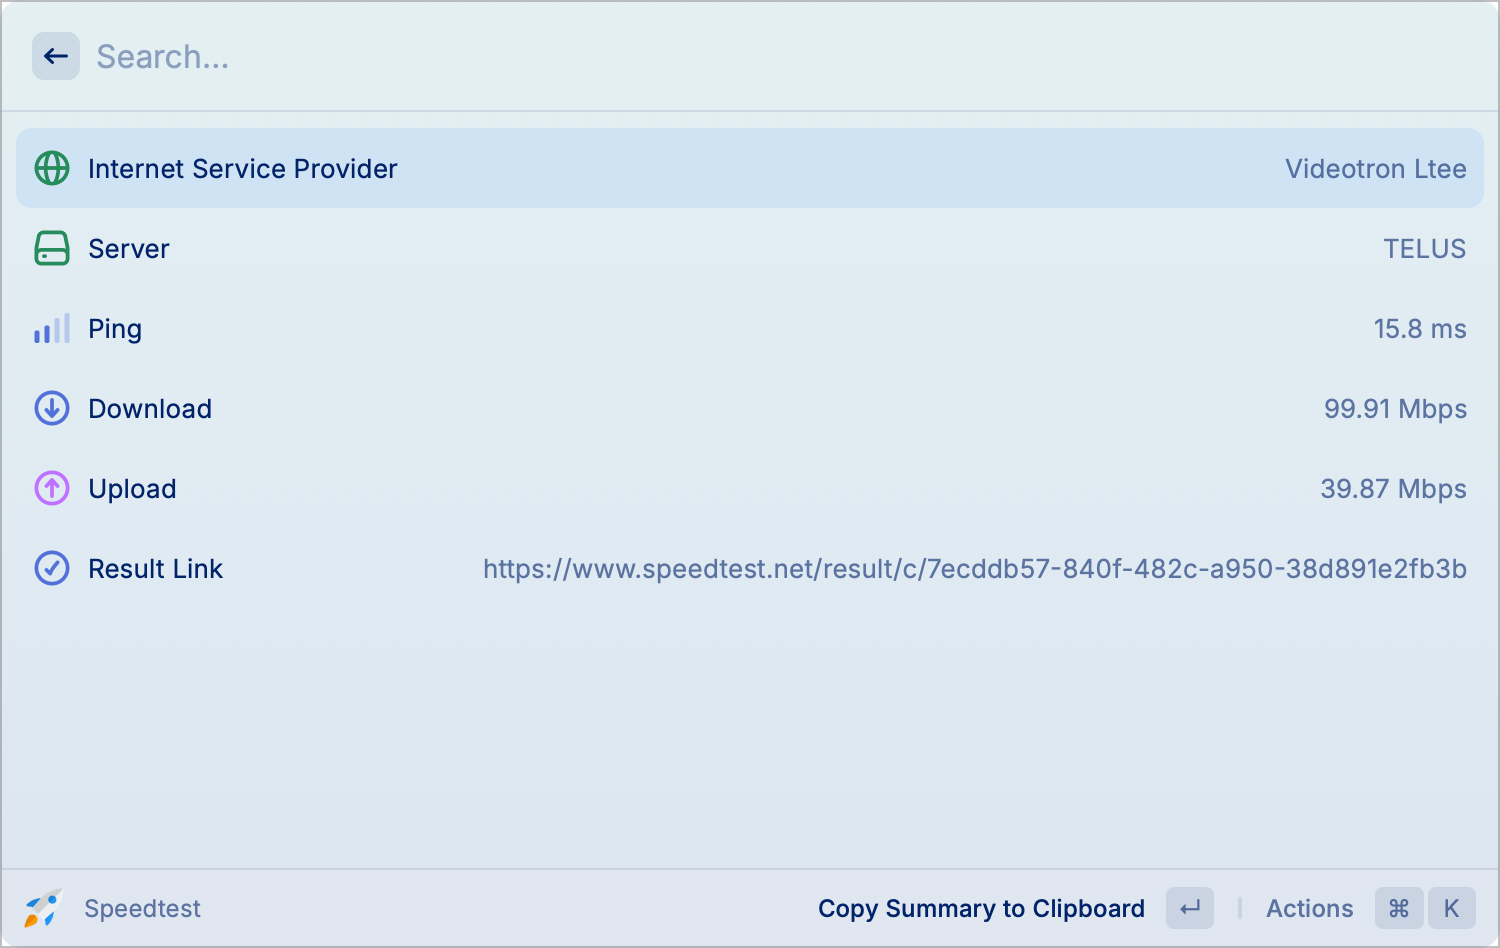 Search...
Internet Service Provider Videotron Ltee
Server TELUS
Ping 15.8 ms
Download 99.91 Mbps
Upload 39.87 Mbps
Result Link https://www.speedtest.net/result/c/7ecddb57-840f-482c-a950-38d891e2fb3b
Speedtest Copy Summary to Clipboard ↵ Actions ⌘ K